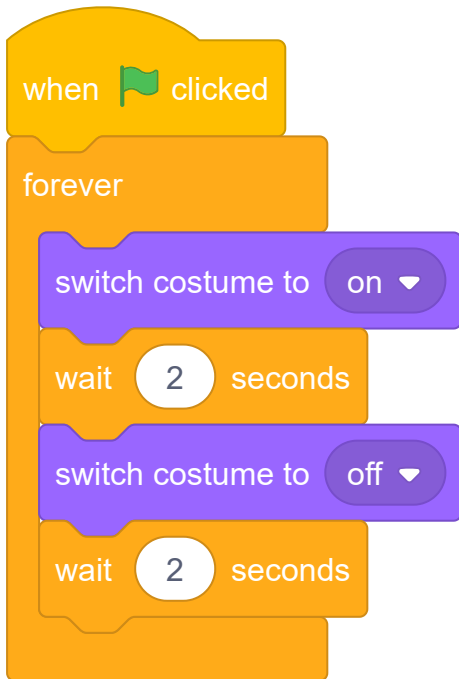 when clicked
forever
switch costume to on
wait 2 seconds
switch costume to off
wait 2 seconds